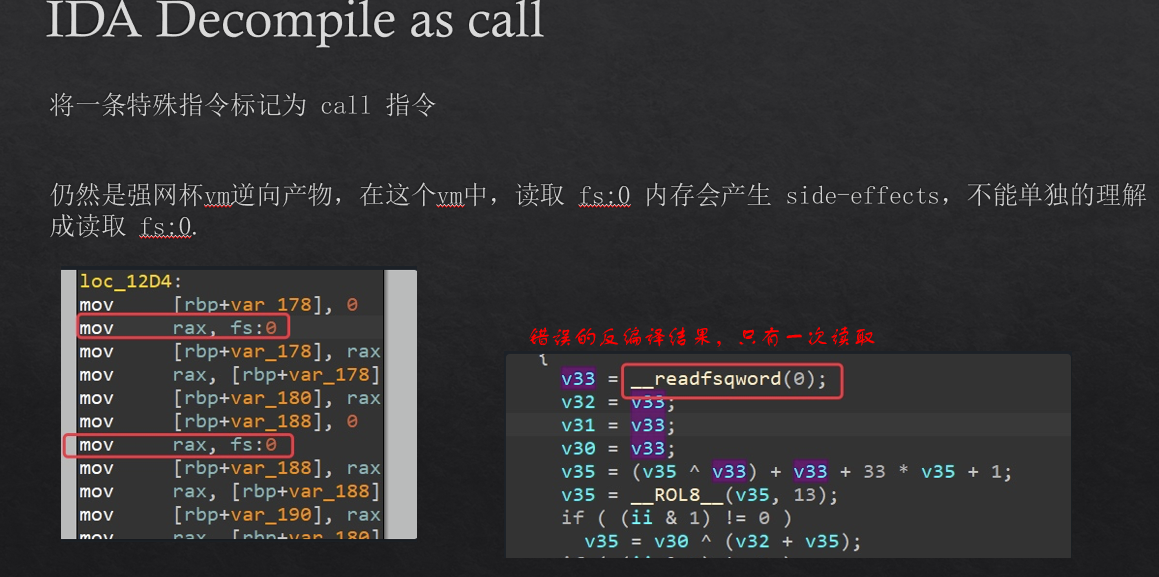 IDA Decompile as call
将一条特殊指令标记为 call 指令
仍然是强网杯vm逆向产物，在这个vm中，读取 fs:0 内存会产生 side-effects，不能单独的理解
成读取 fs:0.
loc_12D4:
mov [rbp+var_178], 0
mov rax, fs:0
mov [rbp+var_178], rax
mov rax, [rbp+var_178]
mov [rbp+var_180], rax
mov [rbp+var_188], 0
mov rax, fs:0
mov [rbp+var_188], rax
mov rax, [rbp+var_188]
mov [rbp+var_190], rax
mov rax, [rbp+var_180]
错误的反编译结果，只有一次读取
{
v33 = __readfsqword(0);
v32 = v33;
v31 = v33;
v30 = v33;
v35 = (v35 ^ v33) + v33 + 33 * v35 + 1;
v35 = __ROL8__(v35, 13);
if ( (ii & 1) != 0 )
v35 = v30 ^ (v32 + v35);